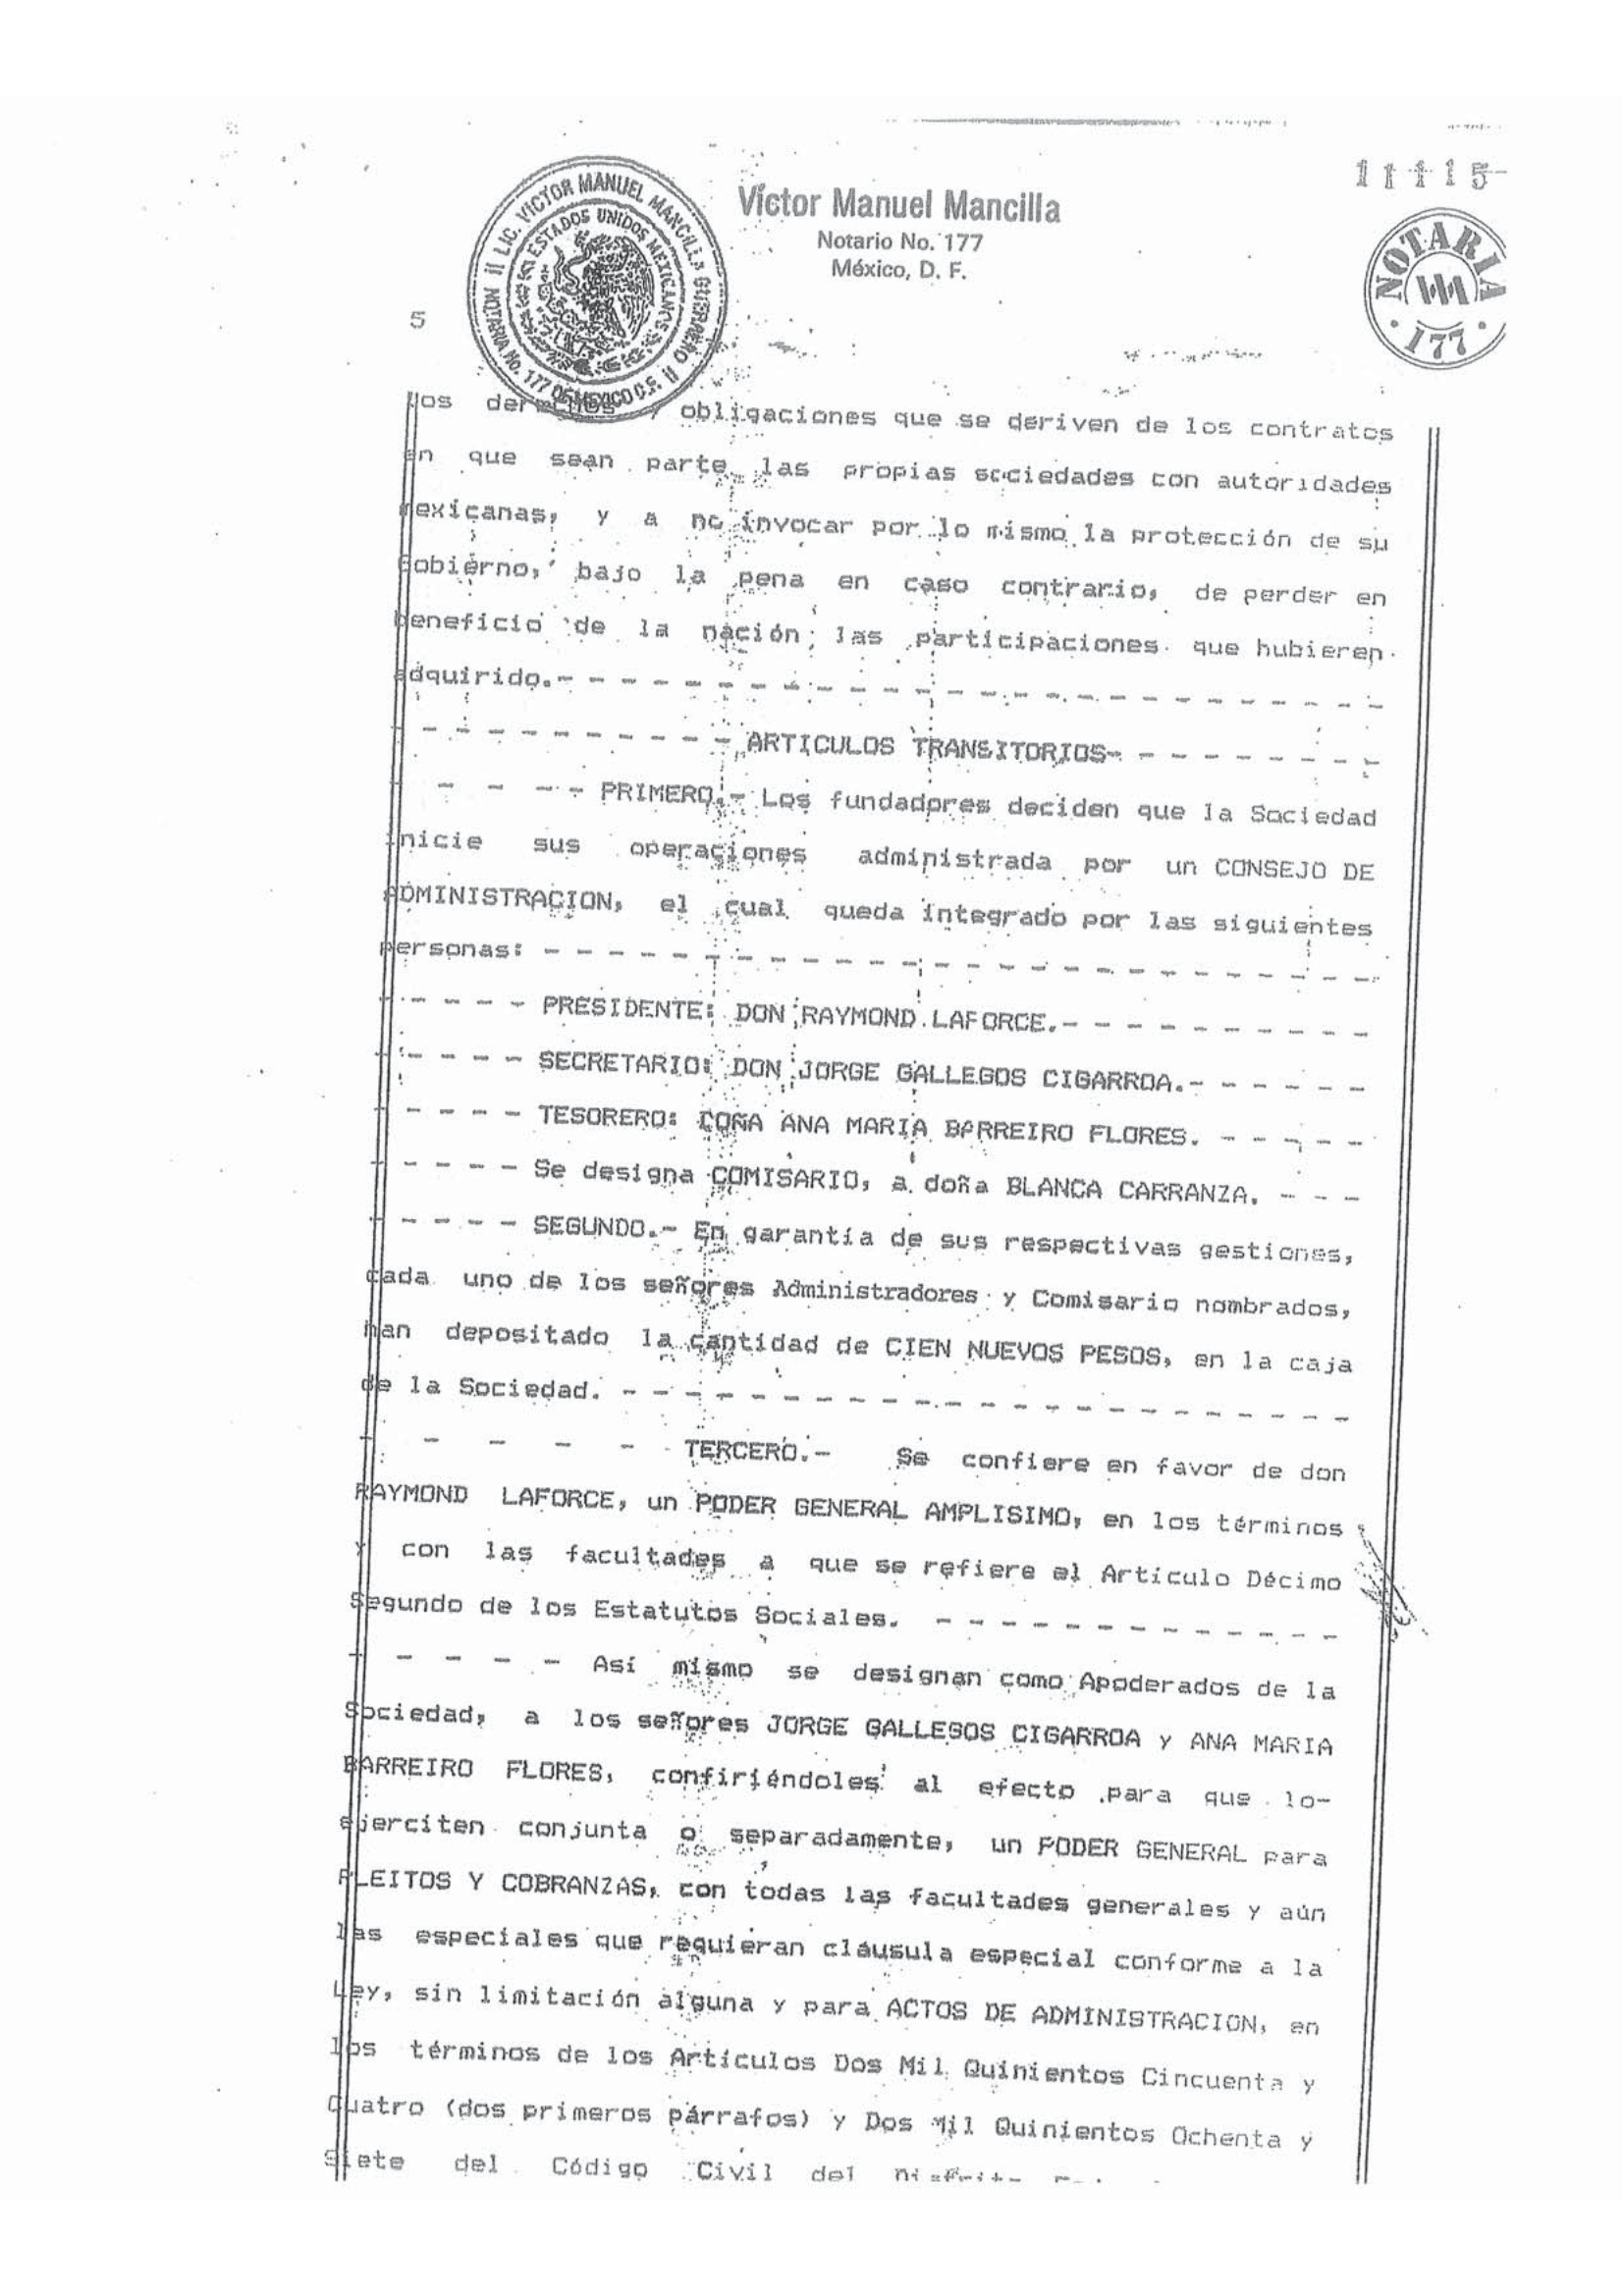 11115
Víctor Manuel Mancilla
Notario No. 177
México, D. F.
LIC. VICTOR MANUEL MANCILLA GUERRERO
NOTARIA No. 177 DE MEXICO D.F.
ESTADOS UNIDOS MEXICANOS
NOTARIA
177
5
los derechos y obligaciones que se deriven de los contratos
en que sean parte las propias sociedades con autoridades
mexicanas, y a no invocar por lo mismo la protección de su
Gobierno, bajo la pena en caso contrario, de perder en
beneficio de la nación, las participaciones que hubieren
adquirido.- - - - - - - - - - - - - - - - - - - - - - - - - -
- - - - - - - - - - - ARTICULOS TRANSITORIOS- - - - - - - - -
- - - - - PRIMERO.- Los fundadores deciden que la Sociedad
inicie sus operaciones administrada por un CONSEJO DE
ADMINISTRACION, el cual queda integrado por las siguientes
personas: - - - - - - - - - - - - - - - - - - - - - - - - - -
- - - - - PRESIDENTE: DON RAYMOND LAFORCE.- - - - - - - - - -
- - - - - SECRETARIO: DON JORGE GALLEGOS CIGARROA.- - - - - -
- - - - - TESORERO: DOÑA ANA MARIA BARREIRO FLORES. - - - - -
- - - - - Se designa COMISARIO, a doña BLANCA CARRANZA. - - -
- - - - - SEGUNDO.- En garantía de sus respectivas gestiones,
cada uno de los señores Administradores y Comisario nombrados,
han depositado la cantidad de CIEN NUEVOS PESOS, en la caja
de la Sociedad. - - - - - - - - - - - - - - - - - - - - - - -
- - - - - TERCERO.- Se confiere en favor de don
RAYMOND LAFORCE, un PODER GENERAL AMPLISIMO, en los términos
y con las facultades a que se refiere el Artículo Décimo
Segundo de los Estatutos Sociales. - - - - - - - - - - - - -
- - - - - Así mismo se designan como Apoderados de la
Sociedad, a los señores JORGE GALLEGOS CIGARROA y ANA MARIA
BARREIRO FLORES, confiriéndoles al efecto para que lo-
ejerciten conjunta o separadamente, un PODER GENERAL para
PLEITOS Y COBRANZAS, con todas las facultades generales y aún
las especiales que requieran cláusula especial conforme a la
Ley, sin limitación alguna y para ACTOS DE ADMINISTRACION, en
los términos de los Artículos Dos Mil Quinientos Cincuenta y
Cuatro (dos primeros párrafos) y Dos Mil Quinientos Ochenta y
Siete del Código Civil del